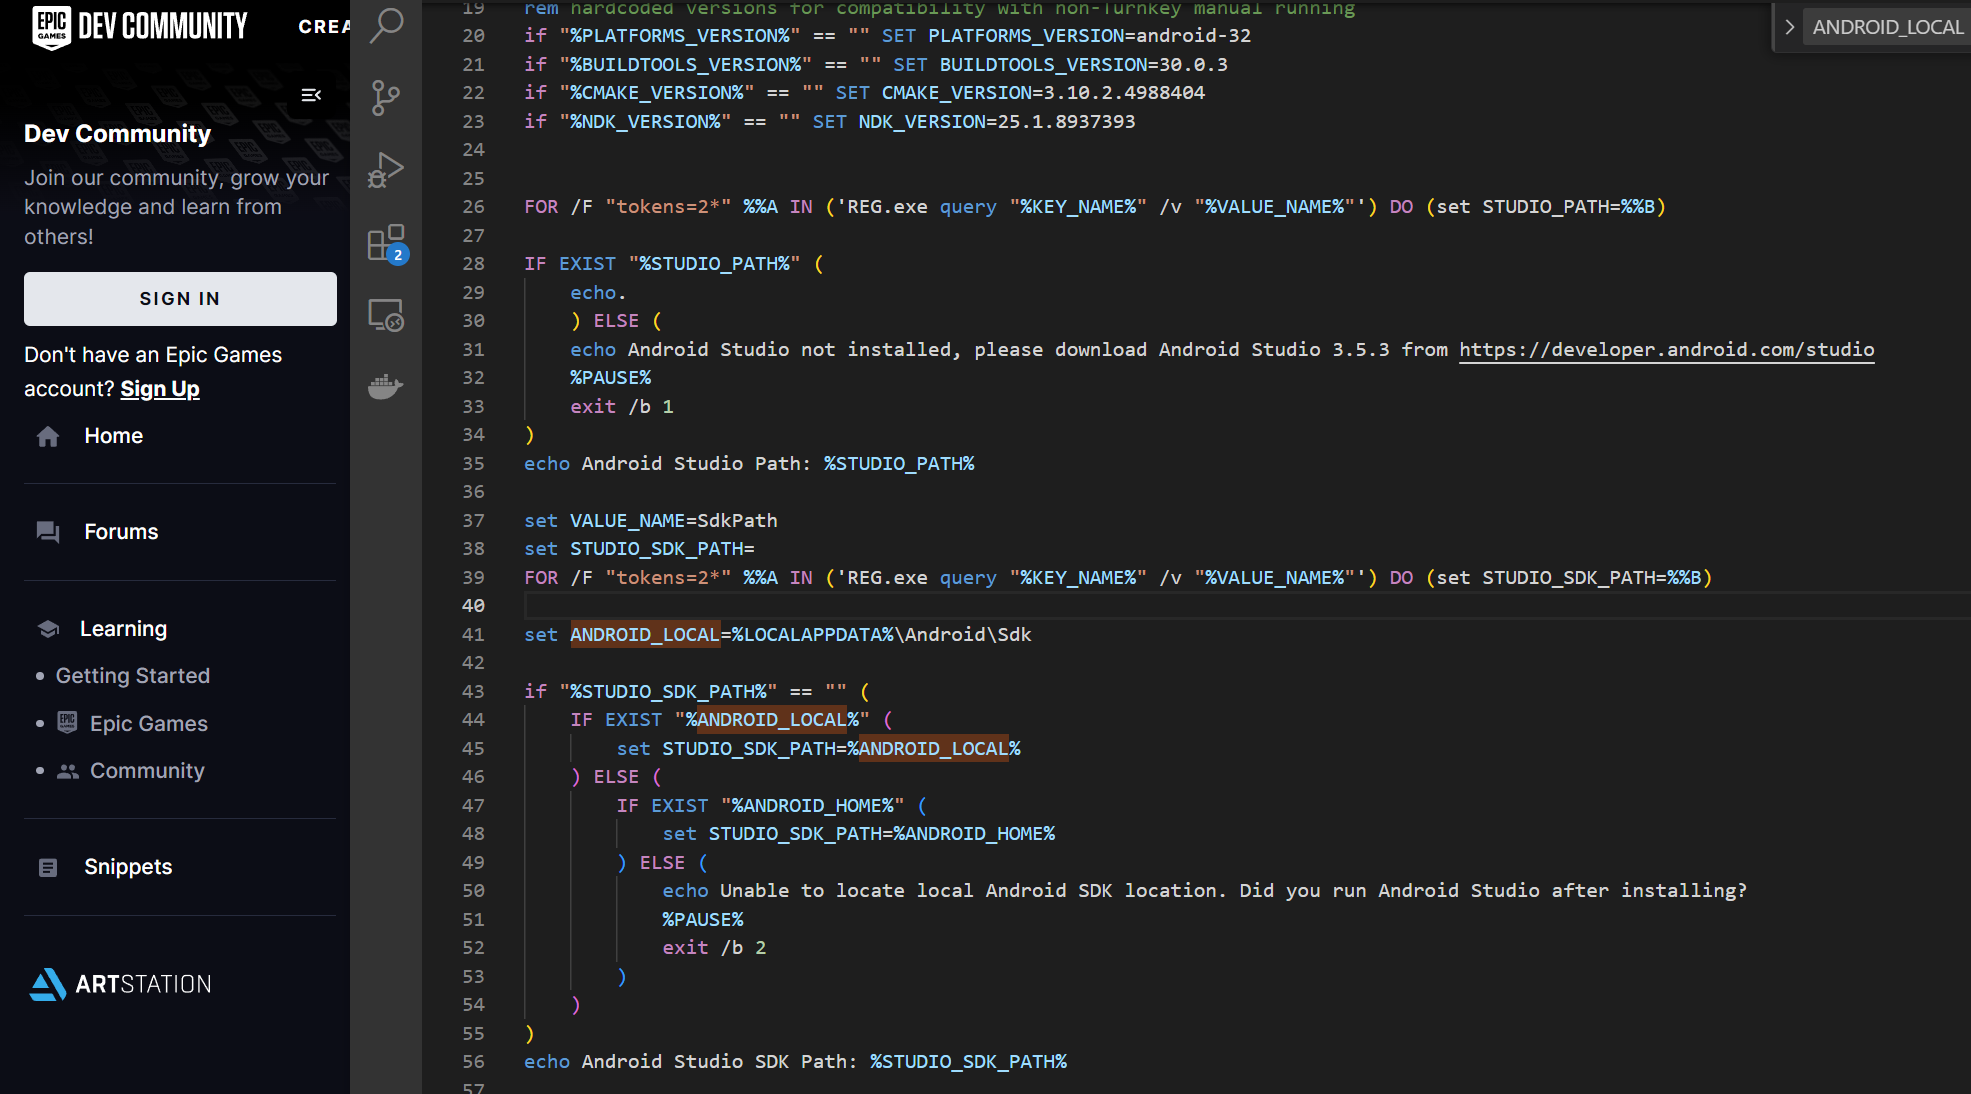 EPIC GAMES DEV COMMUNITY
CREA
Dev Community
Join our community, grow your
knowledge and learn from
others!
SIGN IN
Don't have an Epic Games
account? Sign Up
Home
Forums
Learning
Getting Started
Epic Games
Community
Snippets
ARTSTATION
2
ANDROID_LOCAL
19 rem hardcoded versions for compatibility with non-Turnkey manual running
20 if "%PLATFORMS_VERSION%" == "" SET PLATFORMS_VERSION=android-32
21 if "%BUILDTOOLS_VERSION%" == "" SET BUILDTOOLS_VERSION=30.0.3
22 if "%CMAKE_VERSION%" == "" SET CMAKE_VERSION=3.10.2.4988404
23 if "%NDK_VERSION%" == "" SET NDK_VERSION=25.1.8937393
24
25
26 FOR /F "tokens=2*" %%A IN ('REG.exe query "%KEY_NAME%" /v "%VALUE_NAME%"') DO (set STUDIO_PATH=%%B)
27
28 IF EXIST "%STUDIO_PATH%" (
29 echo.
30 ) ELSE (
31 echo Android Studio not installed, please download Android Studio 3.5.3 from https://developer.android.com/studio
32 %PAUSE%
33 exit /b 1
34 )
35 echo Android Studio Path: %STUDIO_PATH%
36
37 set VALUE_NAME=SdkPath
38 set STUDIO_SDK_PATH=
39 FOR /F "tokens=2*" %%A IN ('REG.exe query "%KEY_NAME%" /v "%VALUE_NAME%"') DO (set STUDIO_SDK_PATH=%%B)
40
41 set ANDROID_LOCAL=%LOCALAPPDATA%\Android\Sdk
42
43 if "%STUDIO_SDK_PATH%" == "" (
44 IF EXIST "%ANDROID_LOCAL%" (
45 set STUDIO_SDK_PATH=%ANDROID_LOCAL%
46 ) ELSE (
47 IF EXIST "%ANDROID_HOME%" (
48 set STUDIO_SDK_PATH=%ANDROID_HOME%
49 ) ELSE (
50 echo Unable to locate local Android SDK location. Did you run Android Studio after installing?
51 %PAUSE%
52 exit /b 2
53 )
54 )
55 )
56 echo Android Studio SDK Path: %STUDIO_SDK_PATH%
57